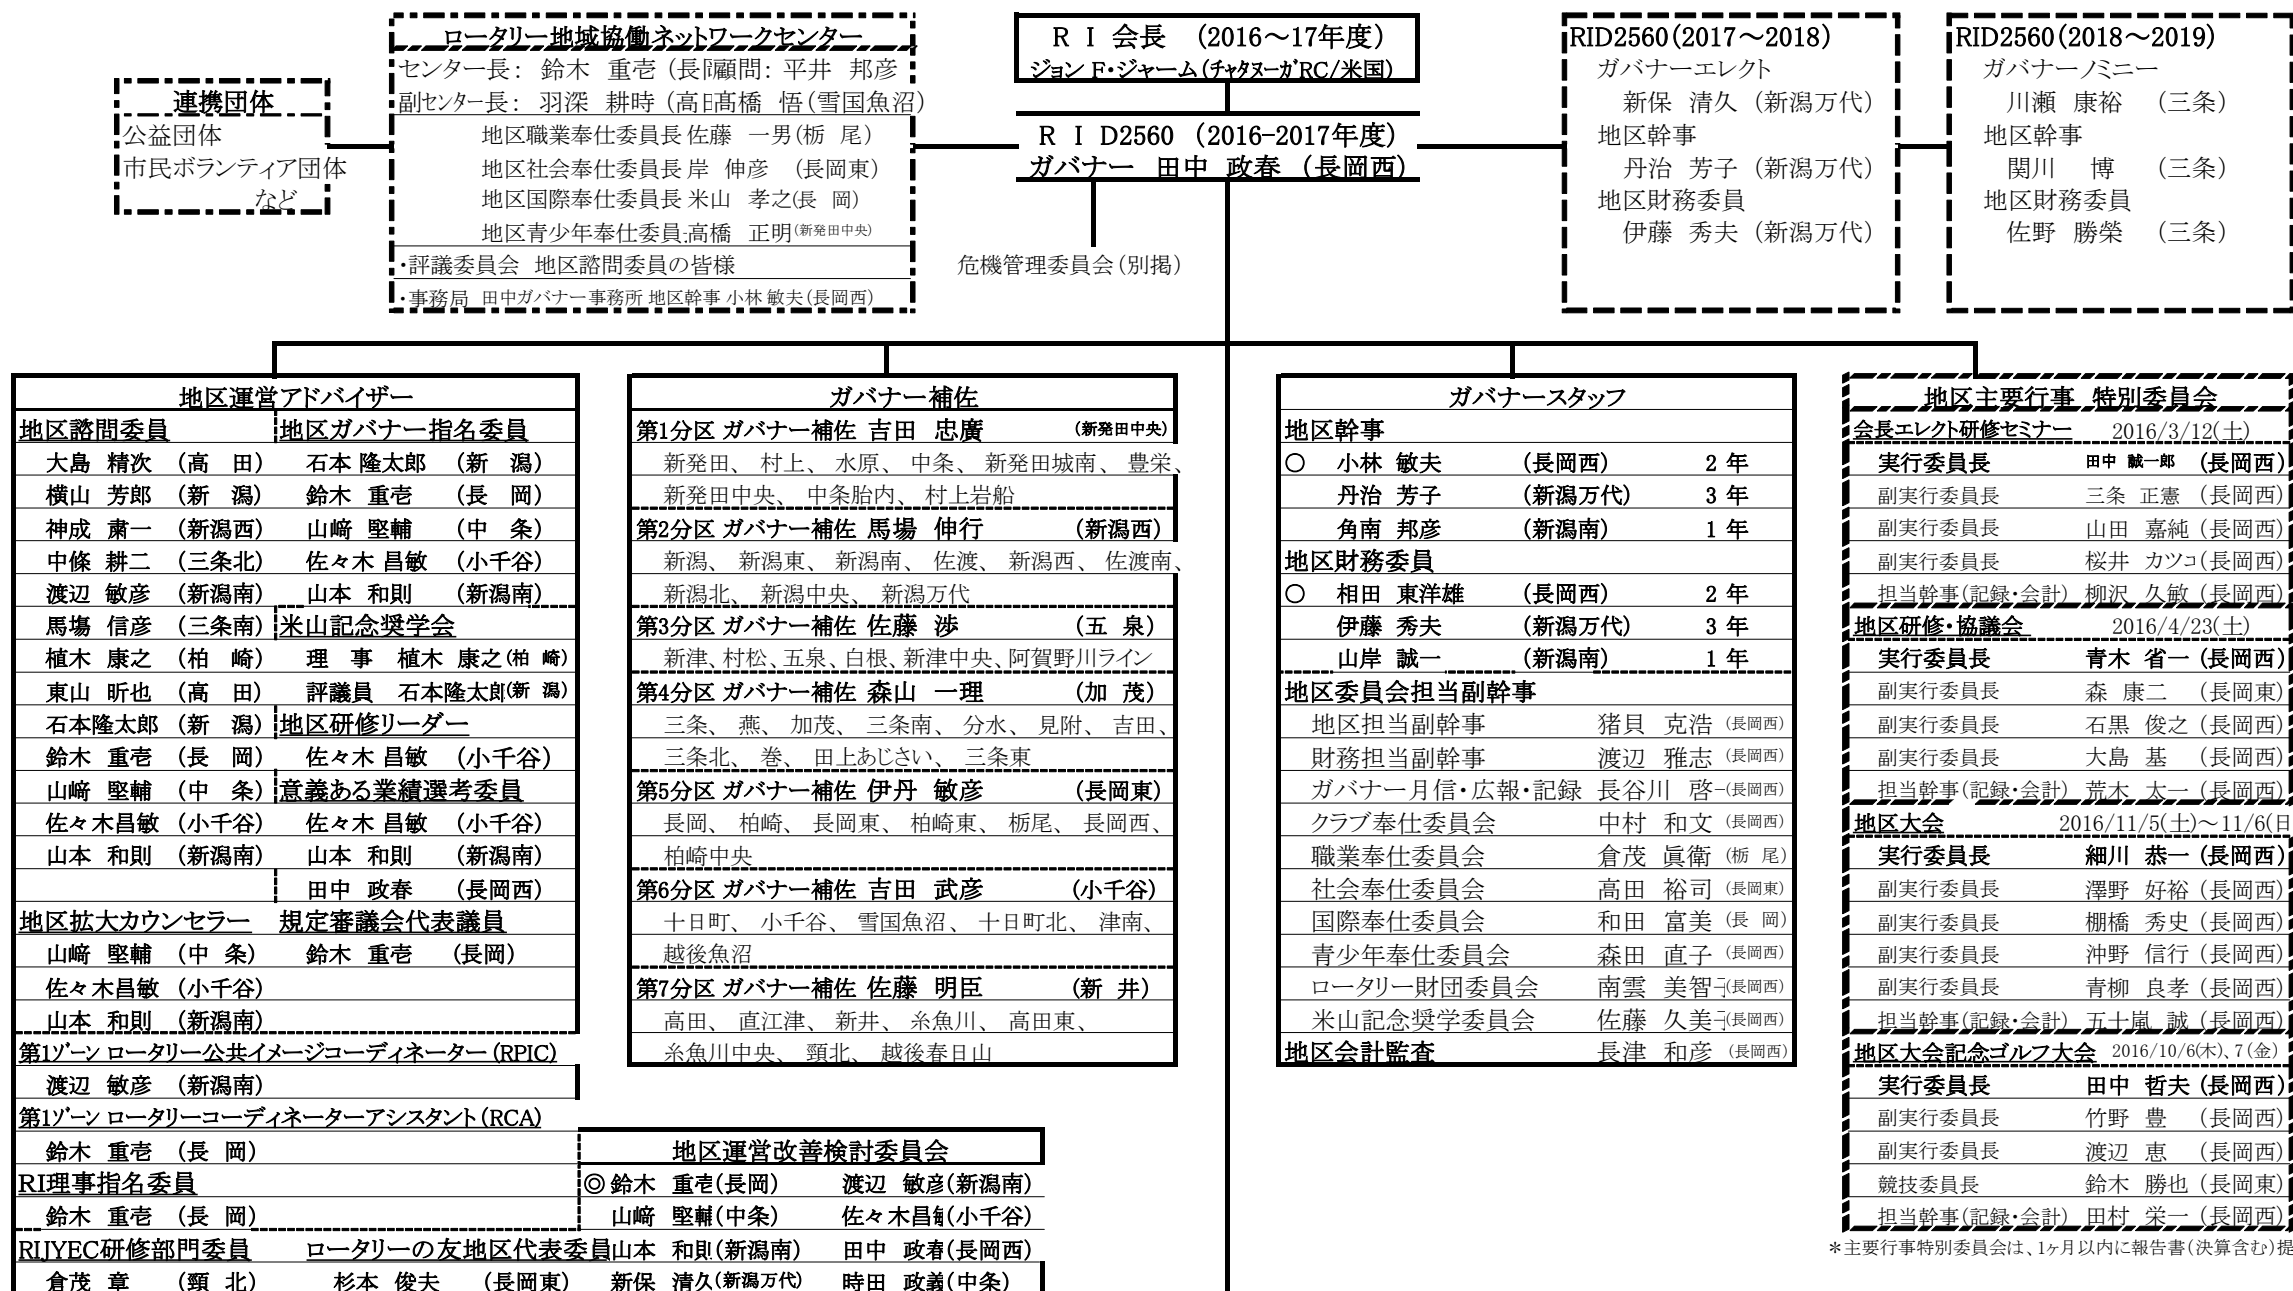 ロータリー地域協働ネットワークセンター
センター長： 鈴木 重壱 （長 顧問： 平井 邦彦
副センター長： 羽深 耕時 （高 髙橋 悟（雪国魚沼）
地区職業奉仕委員長 佐藤 一男（栃 尾）
地区社会奉仕委員長 岸 伸彦 （長岡東）
地区国際奉仕委員長 米山 孝之（長 岡）
地区青少年奉仕委員 高橋 正明（新発田中央）
・評議委員会 地区諮問委員の皆様
・事務局 田中ガバナー事務所 地区幹事 小林 敏夫（長岡西）
連携団体
公益団体
市民ボランティア団体
など
ＲＩ 会長 （2016～17年度）
ジョン F・ジャーム（チャタヌーガRC/米国）
ＲＩ D2560 （2016-2017年度）
ガバナー 田中 政春 （長岡西）
危機管理委員会（別掲）
RID2560（2017～2018）
ガバナーエレクト
新保 清久 （新潟万代）
地区幹事
丹治 芳子 （新潟万代）
地区財務委員
伊藤 秀夫 （新潟万代）
RID2560（2018～2019）
ガバナーノミニー
川瀬 康裕 （三条）
地区幹事
関川 博 （三条）
地区財務委員
佐野 勝榮 （三条）
地区運営アドバイザー
地区諮問委員 地区ガバナー指名委員
大島 精次 （高 田） 石本 隆太郎 （新 潟）
横山 芳郎 （新 潟） 鈴木 重壱 （長 岡）
神成 粛一 （新潟西） 山﨑 堅輔 （中 条）
中條 耕二 （三条北） 佐々木 昌敏 （小千谷）
渡辺 敏彦 （新潟南） 山本 和則 （新潟南）
馬塲 信彦 （三条南） 米山記念奨学会
植木 康之 （柏 崎） 理 事 植木 康之（柏 崎）
東山 昕也 （高 田） 評議員 石本隆太郎（新 潟）
石本隆太郎 （新 潟） 地区研修リーダー
鈴木 重壱 （長 岡） 佐々木 昌敏 （小千谷）
山﨑 堅輔 （中 条） 意義ある業績選考委員
佐々木昌敏 （小千谷） 佐々木 昌敏 （小千谷）
山本 和則 （新潟南） 山本 和則 （新潟南）
田中 政春 （長岡西）
地区拡大カウンセラー 規定審議会代表議員
山﨑 堅輔 （中 条） 鈴木 重壱 （長岡）
佐々木昌敏 （小千谷）
山本 和則 （新潟南）
第1ゾーン ロータリー公共イメージコーディネーター（RPIC）
渡辺 敏彦 （新潟南）
第1ゾーン ロータリーコーディネーターアシスタント（RCA）
鈴木 重壱 （長 岡）
RI理事指名委員
鈴木 重壱 （長 岡）
RIJYEC研修部門委員 ロータリーの友地区代表委員
倉茂 章 （頸 北） 杉本 俊夫 （長岡東）
地区運営改善検討委員会
◎ 鈴木 重壱（長岡） 渡辺 敏彦（新潟南）
山﨑 堅輔（中条） 佐々木昌（小千谷）
山本 和則（新潟南） 田中 政春（長岡西）
新保 清久（新潟万代） 時田 政義（中条）
ガバナー補佐
第1分区 ガバナー補佐 吉田 忠廣 （新発田中央）
新発田、 村上、 水原、 中条、 新発田城南、 豊栄、
新発田中央、 中条胎内、 村上岩船
第2分区 ガバナー補佐 馬場 伸行 （新潟西）
新潟、 新潟東、 新潟南、 佐渡、 新潟西、 佐渡南、
新潟北、 新潟中央、 新潟万代
第3分区 ガバナー補佐 佐藤 渉 （五 泉）
新津、村松、五泉、白根、新津中央、阿賀野川ライン
第4分区 ガバナー補佐 森山 一理 （加 茂）
三条、 燕、 加茂、 三条南、 分水、 見附、 吉田、
三条北、 巻、 田上あじさい、 三条東
第5分区 ガバナー補佐 伊丹 敏彦 （長岡東）
長岡、 柏崎、 長岡東、 柏崎東、 栃尾、 長岡西、
柏崎中央
第6分区 ガバナー補佐 吉田 武彦 （小千谷）
十日町、 小千谷、 雪国魚沼、 十日町北、 津南、
越後魚沼
第7分区 ガバナー補佐 佐藤 明臣 （新 井）
高田、 直江津、 新井、 糸魚川、 高田東、
糸魚川中央、 頸北、 越後春日山
ガバナースタッフ
地区幹事
○ 小林 敏夫 （長岡西） 2 年
丹治 芳子 （新潟万代） 3 年
角南 邦彦 （新潟南） 1 年
地区財務委員
○ 相田 東洋雄 （長岡西） 2 年
伊藤 秀夫 （新潟万代） 3 年
山岸 誠一 （新潟南） 1 年
地区委員会担当副幹事
地区担当副幹事 猪貝 克浩 （長岡西）
財務担当副幹事 渡辺 雅志 （長岡西）
ガバナー月信・広報・記録 長谷川 啓一（長岡西）
クラブ奉仕委員会 中村 和文 （長岡西）
職業奉仕委員会 倉茂 眞衛 （栃 尾）
社会奉仕委員会 高田 裕司 （長岡東）
国際奉仕委員会 和田 富美 （長 岡）
青少年奉仕委員会 森田 直子 （長岡西）
ロータリー財団委員会 南雲 美智子（長岡西）
米山記念奨学委員会 佐藤 久美子（長岡西）
地区会計監査 長津 和彦 （長岡西）
地区主要行事 特別委員会
会長エレクト研修セミナー 2016/3/12(土)
実行委員長 田中 誠一郎 （長岡西）
副実行委員長 三条 正憲 （長岡西）
副実行委員長 山田 嘉純 （長岡西）
副実行委員長 桜井 カツコ（長岡西）
担当幹事（記録・会計） 柳沢 久敏 （長岡西）
地区研修・協議会 2016/4/23(土)
実行委員長 青木 省一 （長岡西）
副実行委員長 森 康二 （長岡東）
副実行委員長 石黒 俊之 （長岡西）
副実行委員長 大島 基 （長岡西）
担当幹事（記録・会計） 荒木 太一 （長岡西）
地区大会 2016/11/5(土)～11/6(日
実行委員長 細川 恭一 （長岡西）
副実行委員長 澤野 好裕 （長岡西）
副実行委員長 棚橋 秀史 （長岡西）
副実行委員長 沖野 信行 （長岡西）
副実行委員長 青柳 良孝 （長岡西）
担当幹事（記録・会計） 五十嵐 誠 （長岡西）
地区大会記念ゴルフ大会 2016/10/6(木)、7（金）
実行委員長 田中 哲夫 （長岡西）
副実行委員長 竹野 豊 （長岡西）
副実行委員長 渡辺 恵 （長岡西）
競技委員長 鈴木 勝也 （長岡東）
担当幹事（記録・会計） 田村 栄一 （長岡西）
＊主要行事特別委員会は、1ヶ月以内に報告書（決算含む）提